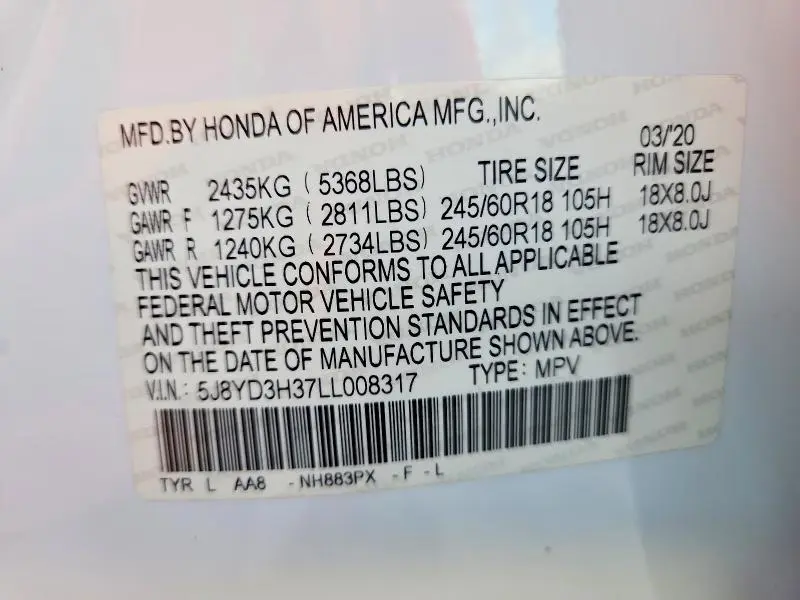 MFD.BY HONDA OF AMERICA MFG.,INC.
03/'20
GVWR 2435KG ( 5368LBS) TIRE SIZE RIM SIZE
GAWR F 1275KG ( 2811LBS) 245/60R18 105H 18X8.0J
GAWR R 1240KG ( 2734LBS) 245/60R18 105H 18X8.0J
THIS VEHICLE CONFORMS TO ALL APPLICABLE
FEDERAL MOTOR VEHICLE SAFETY
AND THEFT PREVENTION STANDARDS IN EFFECT
ON THE DATE OF MANUFACTURE SHOWN ABOVE.
V.I.N.: 5J8YD3H37LL008317 TYPE: MPV
TYR L AA8 -NH883PX -F -L